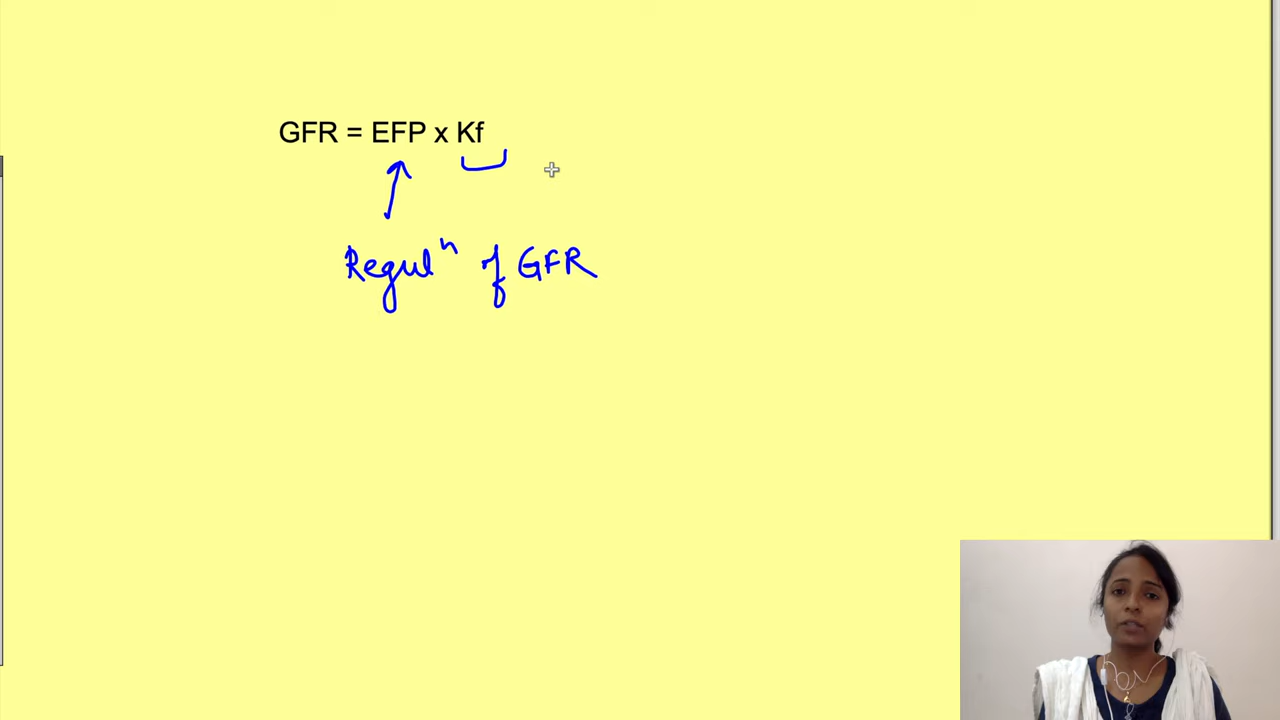 GFR = EFP x Kf
Regulⁿ of GFR